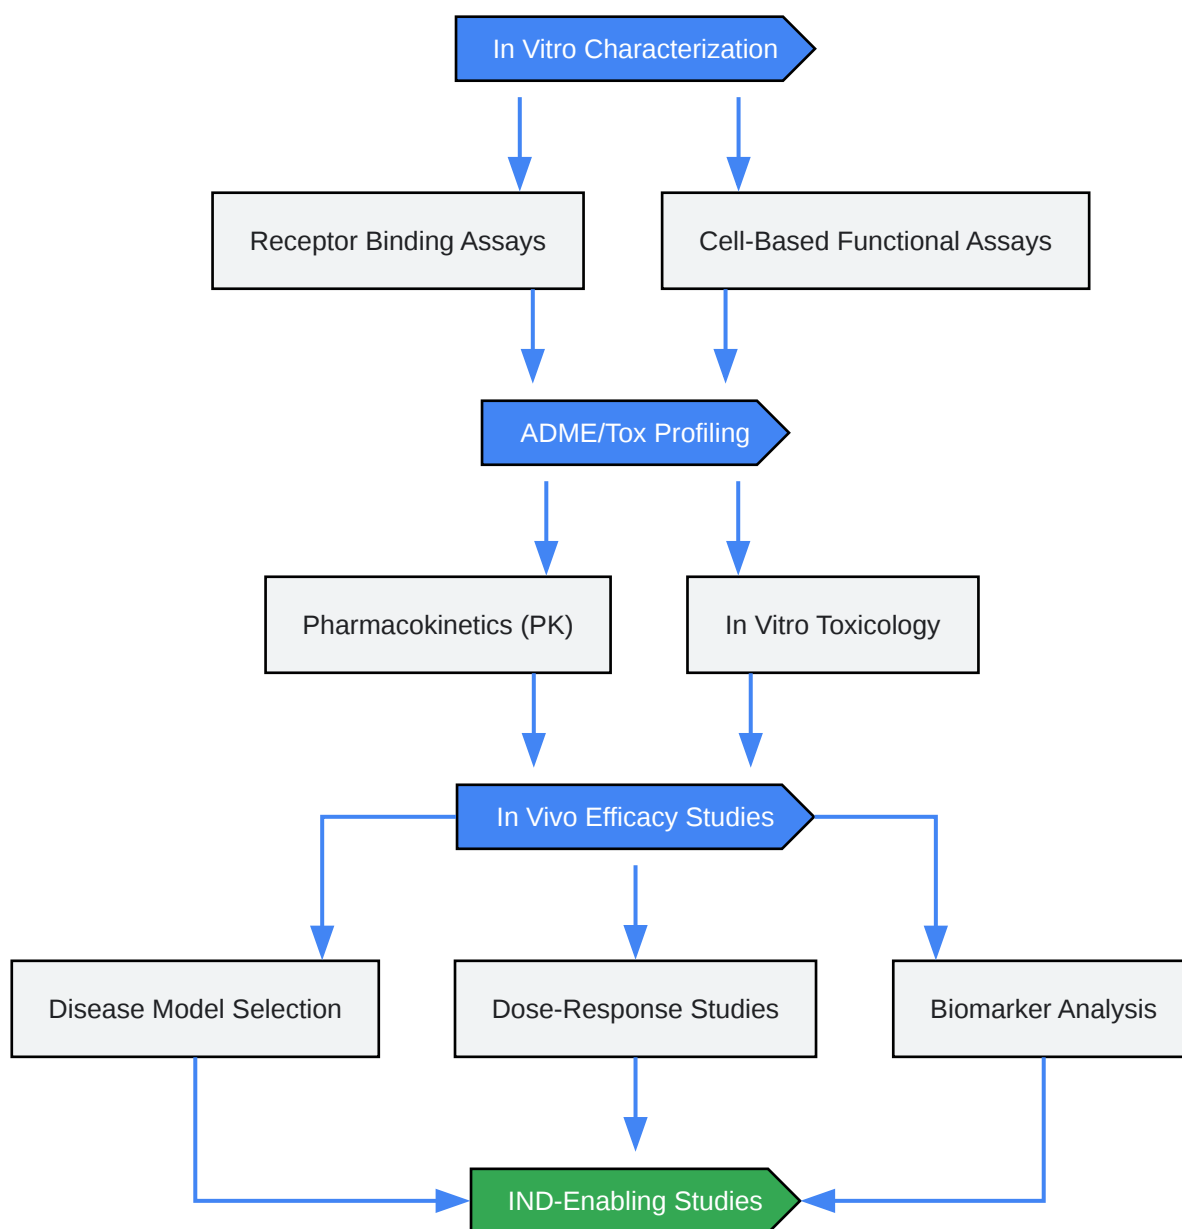 In Vitro Characterization
Receptor Binding Assays
Cell-Based Functional Assays
ADME/Tox Profiling
Pharmacokinetics (PK)
In Vitro Toxicology
In Vivo Efficacy Studies
Disease Model Selection
Dose-Response Studies
Biomarker Analysis
IND-Enabling Studies